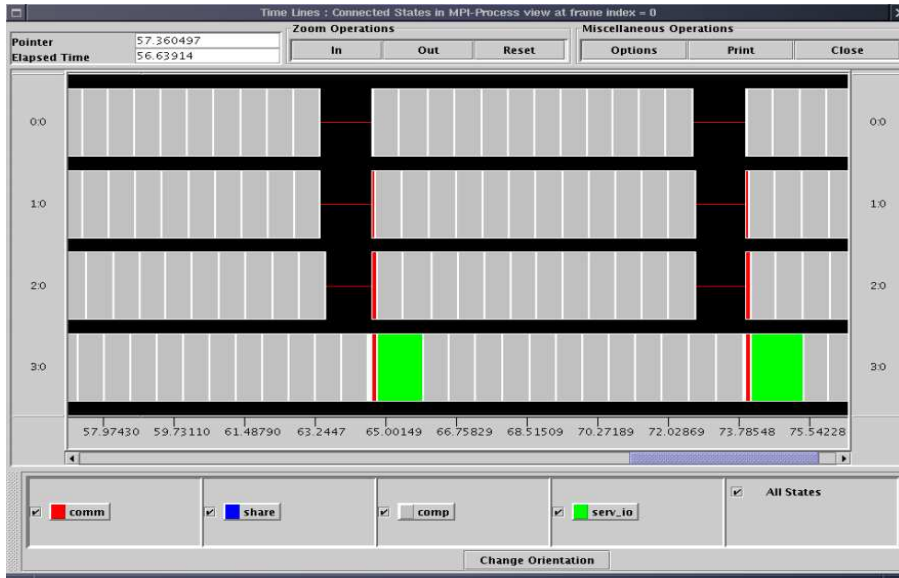 Time Lines : Connected States in MPI-Process view at frame index = 0
Zoom Operations Miscellaneous Operations
Pointer 57.360497
Elapsed Time 56.63914
In Out Reset Options Print Close
0:0 0:0
1:0 1:0
2:0 2:0
3:0 3:0
57.97430 59.73110 61.48790 63.2447 65.00149 66.75829 68.51509 70.27189 72.02869 73.78548 75.54228
comm share comp serv_io All States
Change Orientation